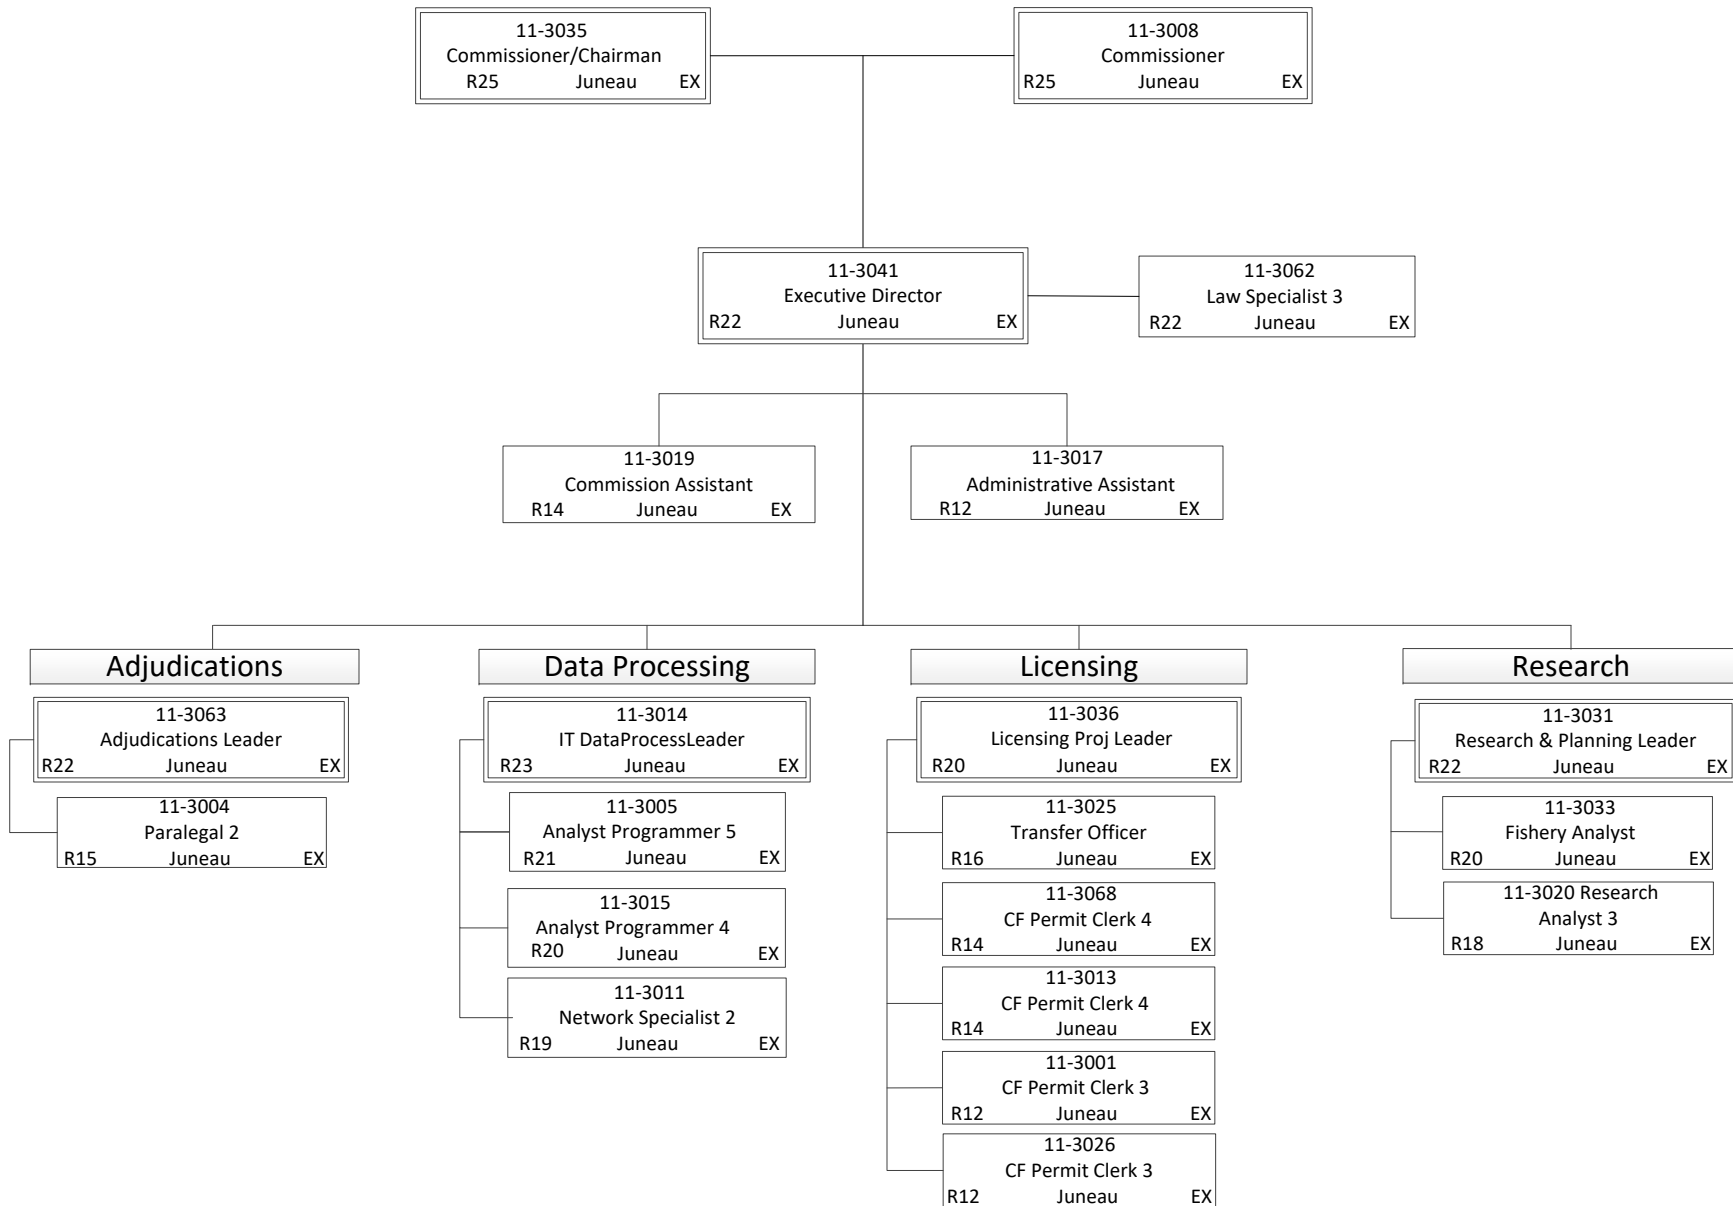 11-3035
Commissioner/Chairman
R25 Juneau EX
11-3008
Commissioner
R25 Juneau EX
11-3041
Executive Director
R22 Juneau EX
11-3062
Law Specialist 3
R22 Juneau EX
11-3019
Commission Assistant
R14 Juneau EX
11-3017
Administrative Assistant
R12 Juneau EX
Adjudications
11-3063
Adjudications Leader
R22 Juneau EX
11-3004
Paralegal 2
R15 Juneau EX
Data Processing
11-3014
IT DataProcessLeader
R23 Juneau EX
11-3005
Analyst Programmer 5
R21 Juneau EX
11-3015
Analyst Programmer 4
R20 Juneau EX
11-3011
Network Specialist 2
R19 Juneau EX
Licensing
11-3036
Licensing Proj Leader
R20 Juneau EX
11-3025
Transfer Officer
R16 Juneau EX
11-3068
CF Permit Clerk 4
R14 Juneau EX
11-3013
CF Permit Clerk 4
R14 Juneau EX
11-3001
CF Permit Clerk 3
R12 Juneau EX
11-3026
CF Permit Clerk 3
R12 Juneau EX
Research
11-3031
Research & Planning Leader
R22 Juneau EX
11-3033
Fishery Analyst
R20 Juneau EX
11-3020 Research
Analyst 3
R18 Juneau EX